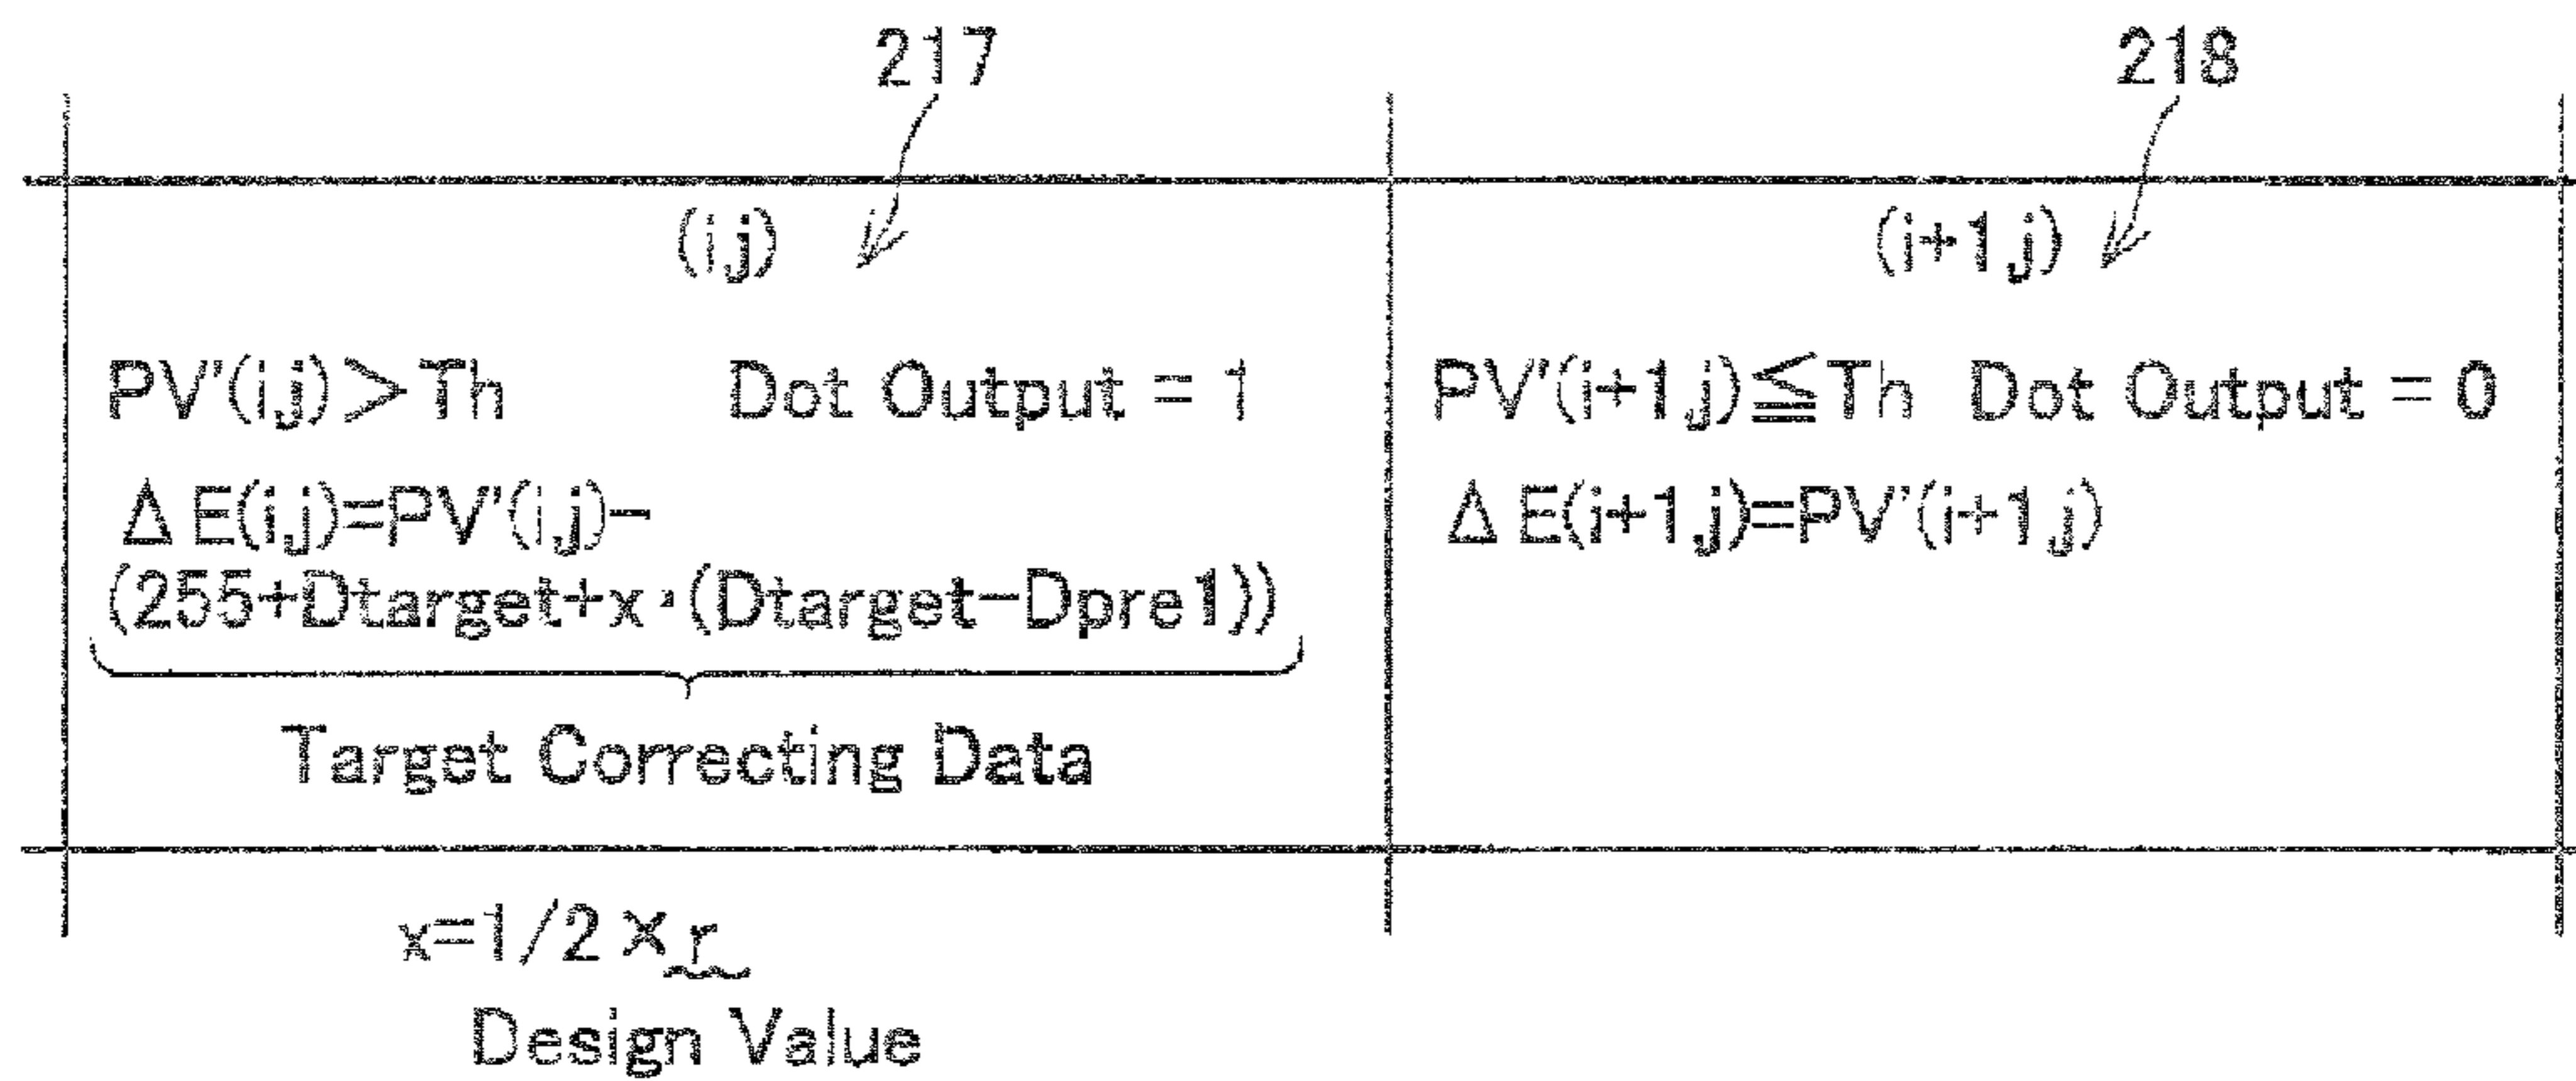 217
218
(i,j)
(i+1,j)
PV'(i,j)>Th Dot Output = 1
ΔE(i,j)=PV'(i,j)-
(255+Dtarget+x·(Dtarget-Dpre1))
Target Correcting Data
PV'(i+1,j)≦Th Dot Output = 0
ΔE(i+1,j)=PV'(i+1,j)
x=1/2×r
Design Value